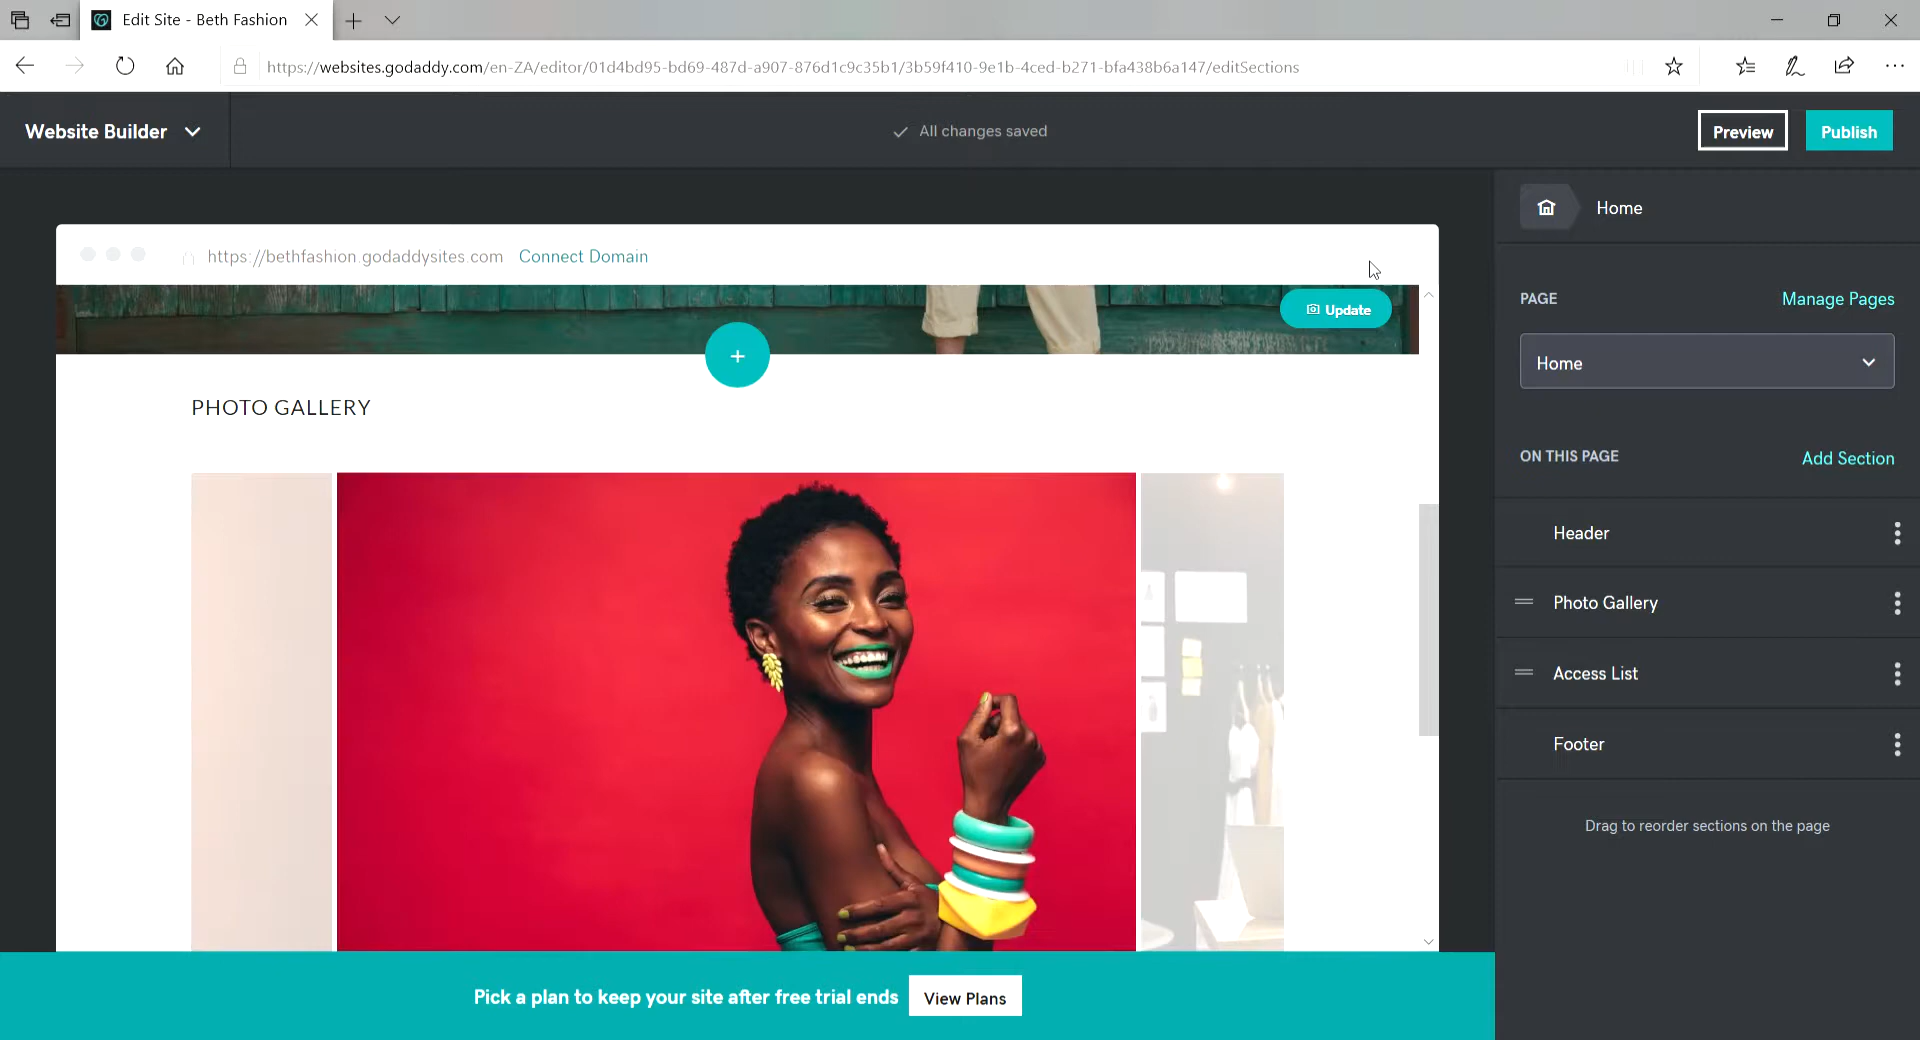 Edit Site - Beth Fashion
https://websites.godaddy.com/en-ZA/editor/01d4bd95-bd69-487d-a907-876d1c9c35b1/3b59f410-9e1b-4ced-b271-bfa438b6a147/editSections
Website Builder
All changes saved
Preview
Publish
Home
https://bethfashion.godaddysites.com Connect Domain
Update
PAGE
Manage Pages
Home
+
PHOTO GALLERY
ON THIS PAGE
Add Section
Header
Photo Gallery
Access List
Footer
Drag to reorder sections on the page
Pick a plan to keep your site after free trial ends
View Plans